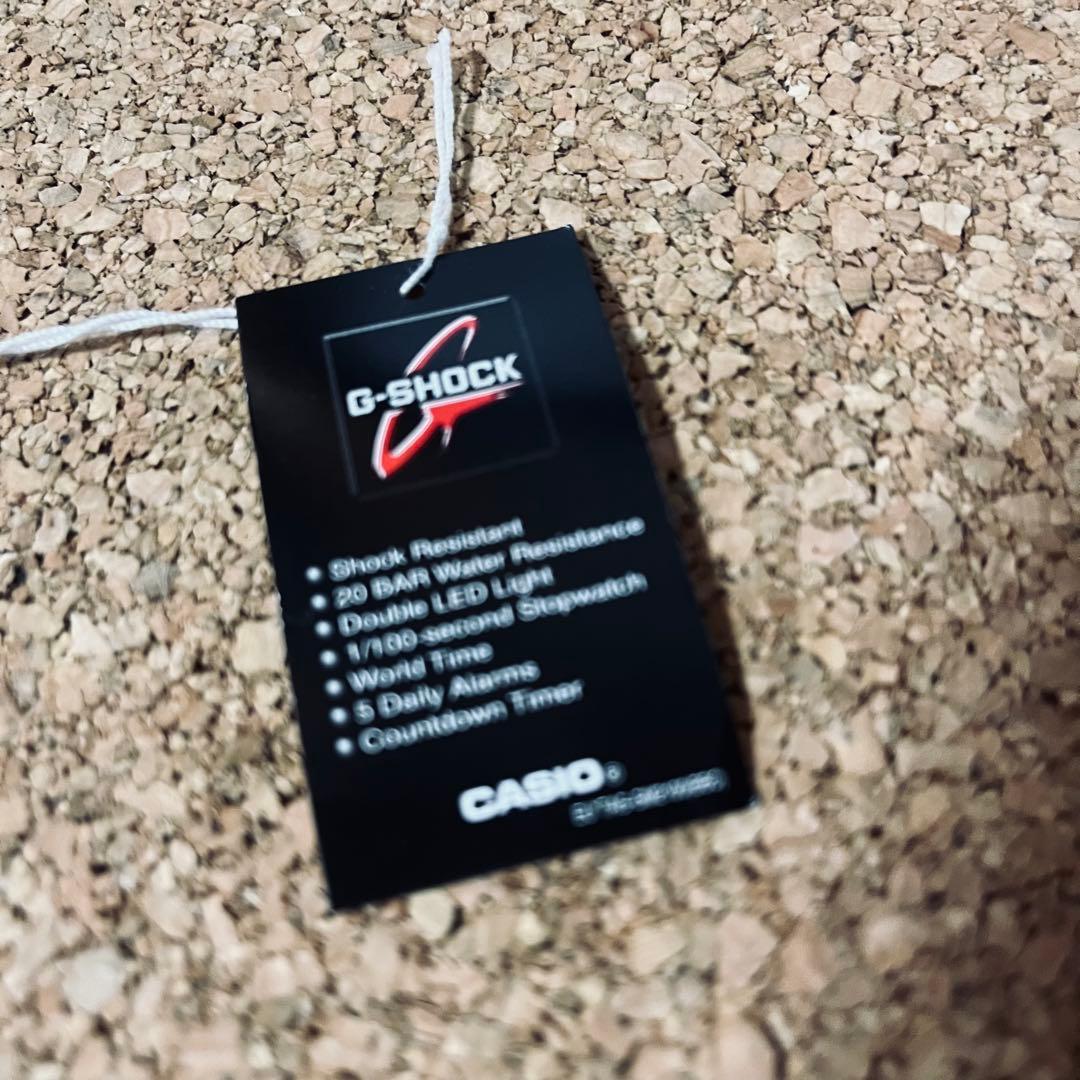 G-SHOCK
• Shock Resistant
• 20 BAR Water Resistance
• Double LED Light
• 1/100-second Stopwatch
• World Time
• 5 Daily Alarms
• Countdown Timer
CASIO®